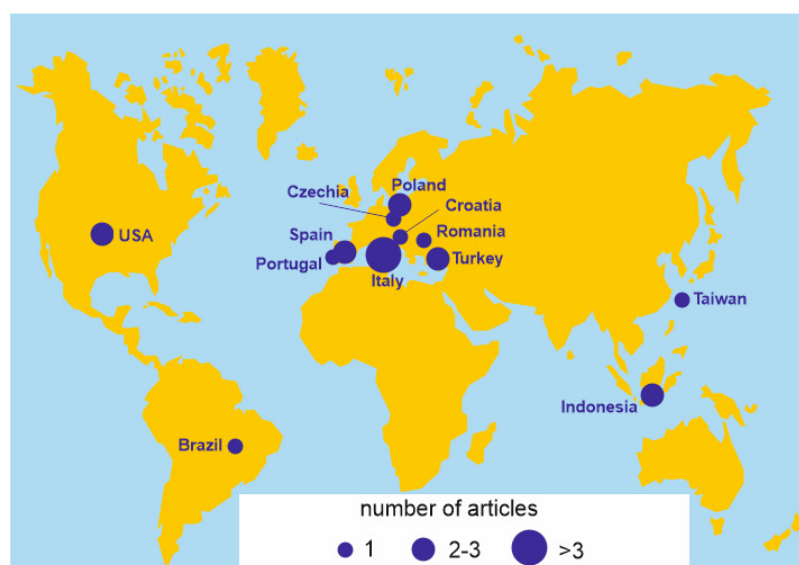 Czechia
Poland
Croatia
USA
Spain
Romania
Portugal
Turkey
Italy
Taiwan
Indonesia
Brazil
number of articles
1 2-3 >3